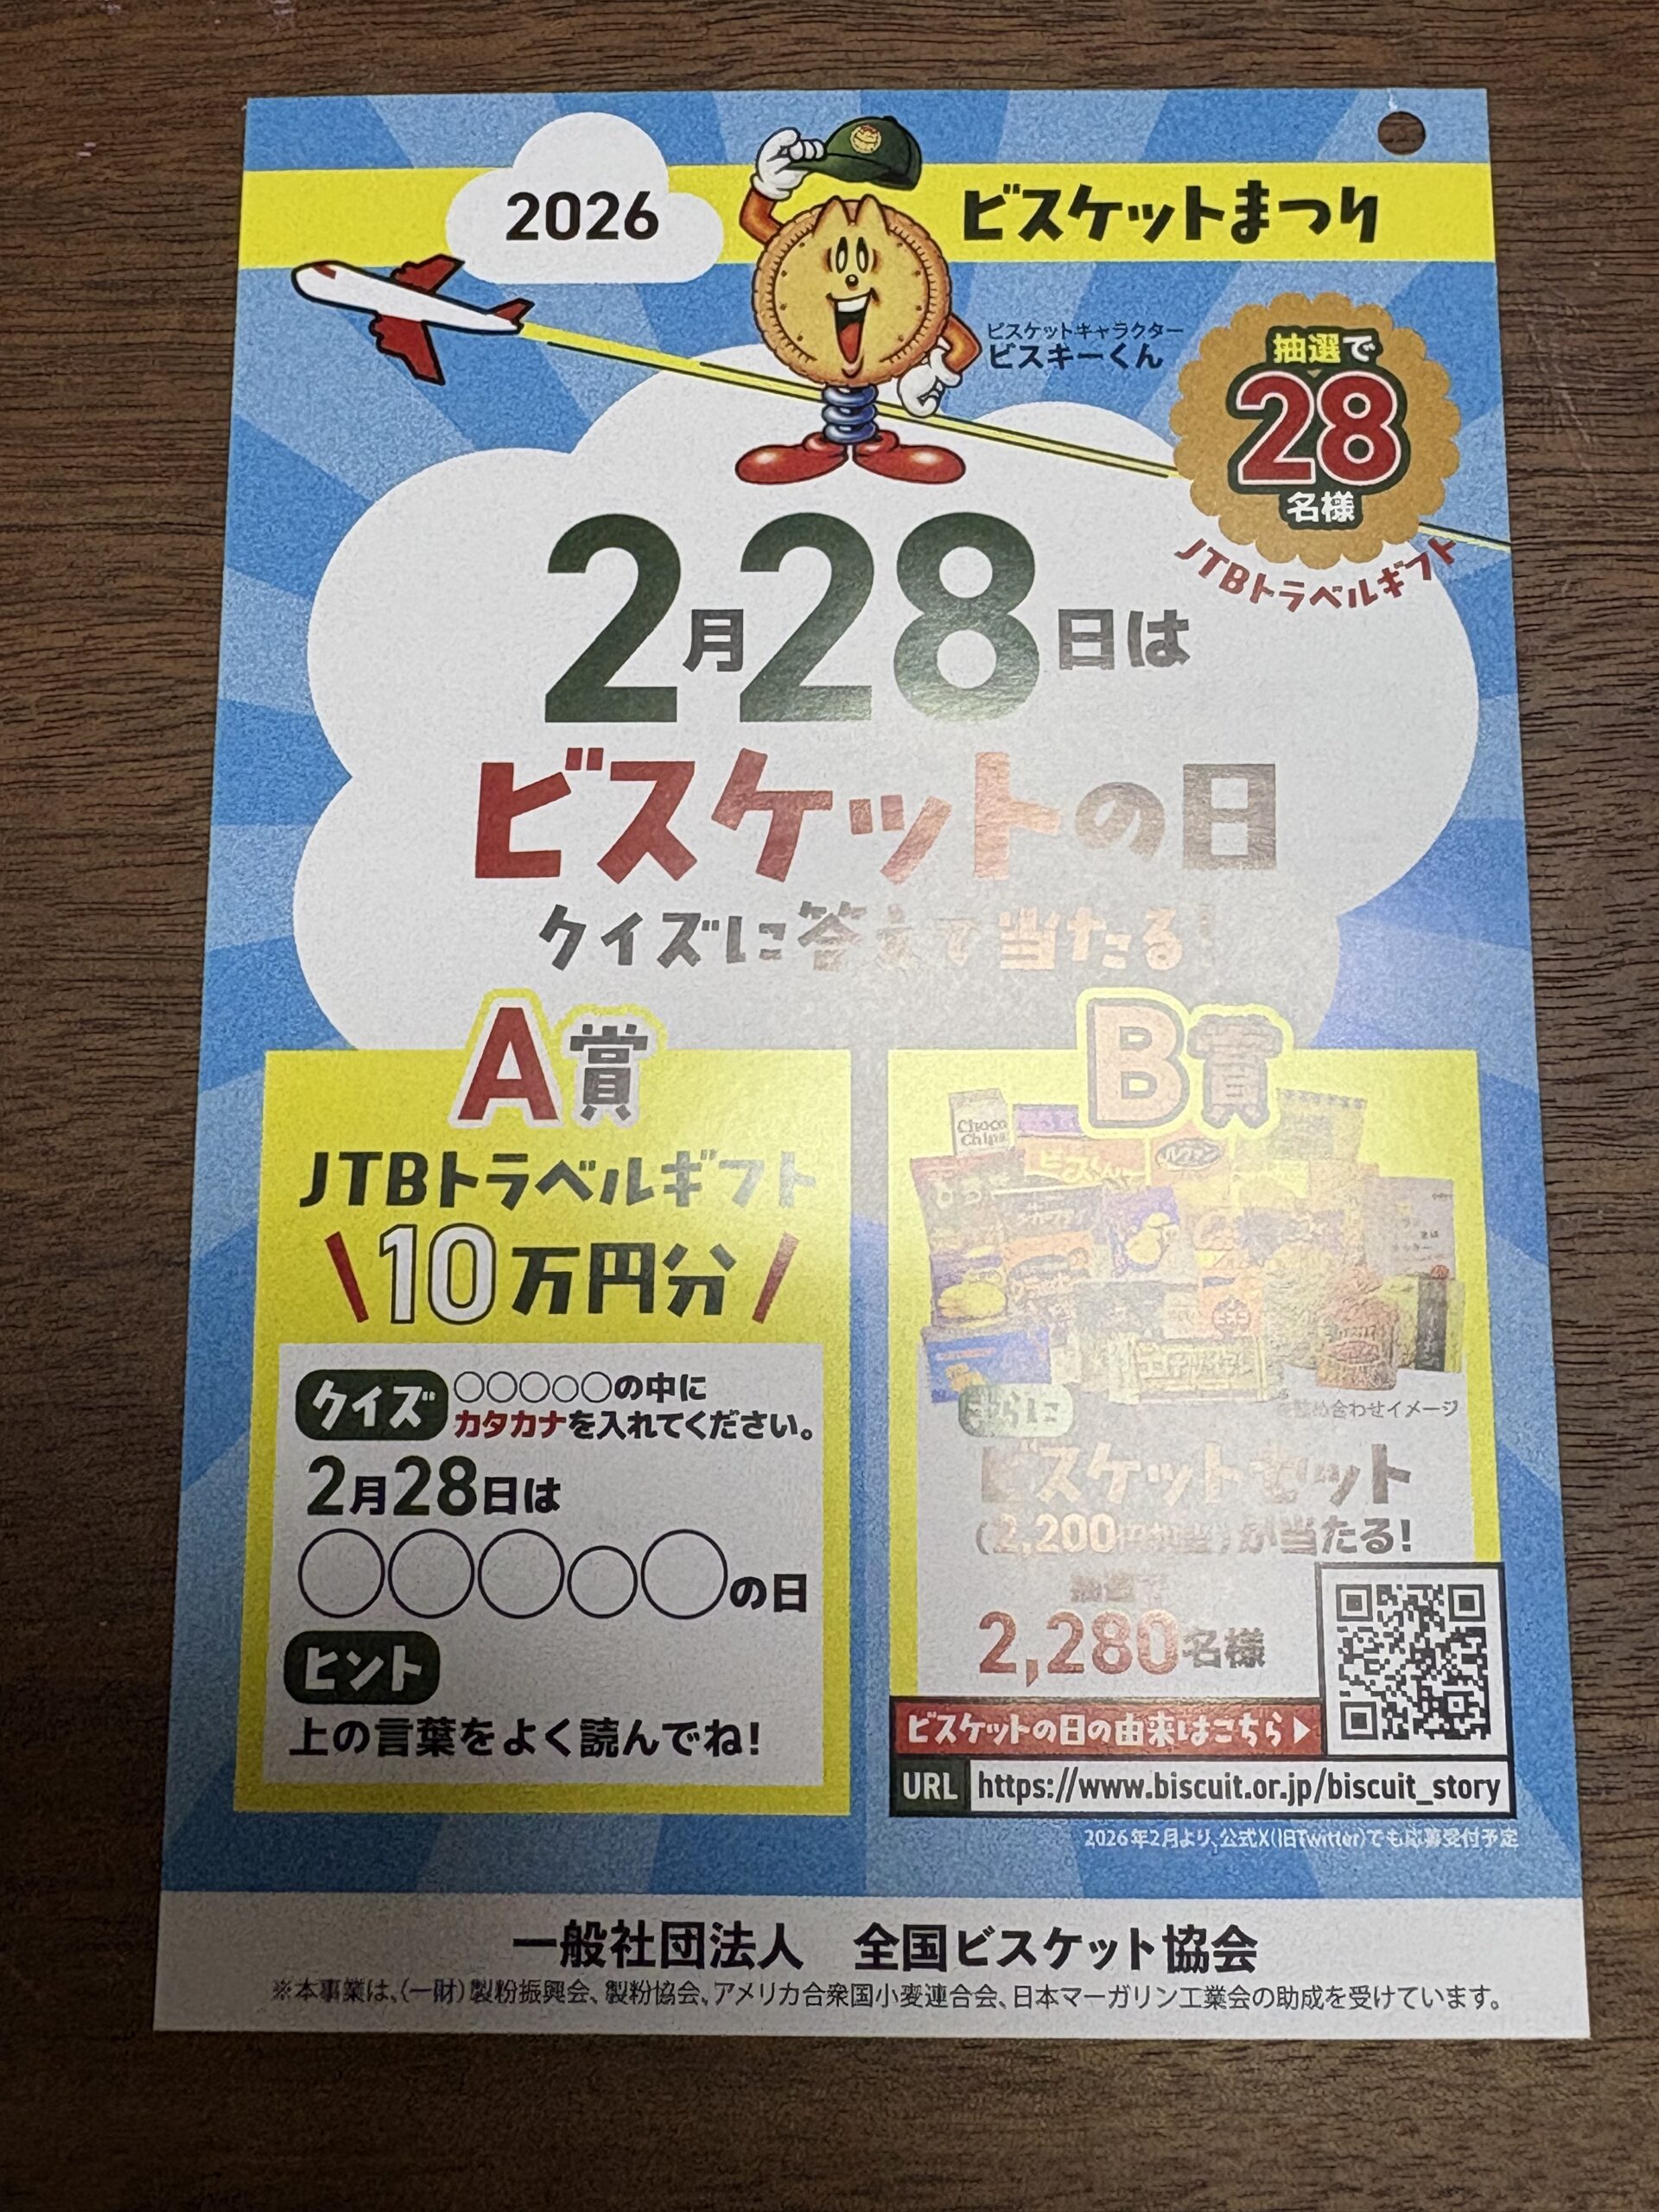 2026
ビスケットまつり
ビスケットキャラクター
ビスキーくん
抽選で
28
名様
JTBトラベルギフト
2月28日は
ビスケットの日
クイズに答えて当たる!
A賞
JTBトラベルギフト
10万円分
クイズ
○○○○○の中に
カタカナを入れてください。
2月28日は
○○○○○の日
ヒント
上の言葉をよく読んでね!
B賞
Choco
Chips
ルヴァン
詰め合わせイメージ
さらに
ビスケットセット
(2,200円相当)が当たる!
抽選で
2,280名様
ビスケットの日の由来はこちら▶
URL https://www.biscuit.or.jp/biscuit_story
2026年2月より、公式X(旧Twitter)でも応募受付予定
一般社団法人 全国ビスケット協会
※本事業は、(一財)製粉振興会、製粉協会、アメリカ合衆国小麦連合会、日本マーガリン工業会の助成を受けています。